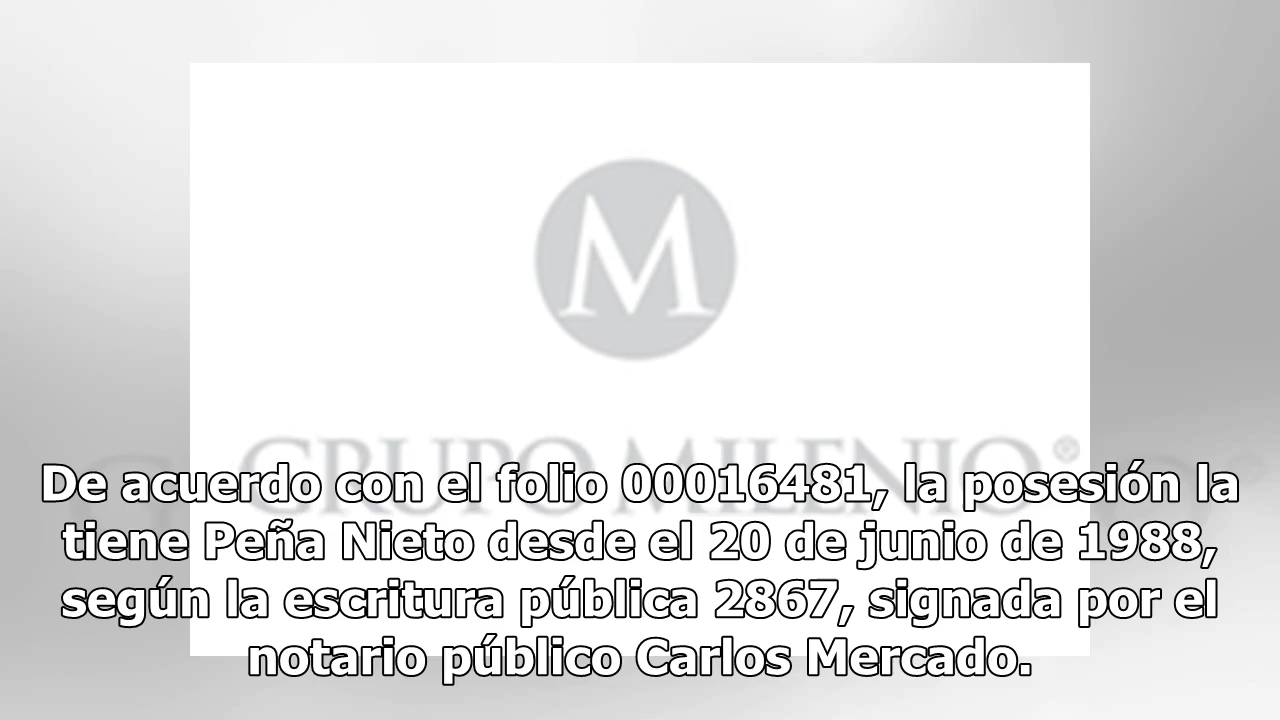 M
GRUPO MILENIO®
De acuerdo con el folio 00016481, la posesión la
tiene Peña Nieto desde el 20 de junio de 1988,
según la escritura pública 2867, signada por el
notario público Carlos Mercado.